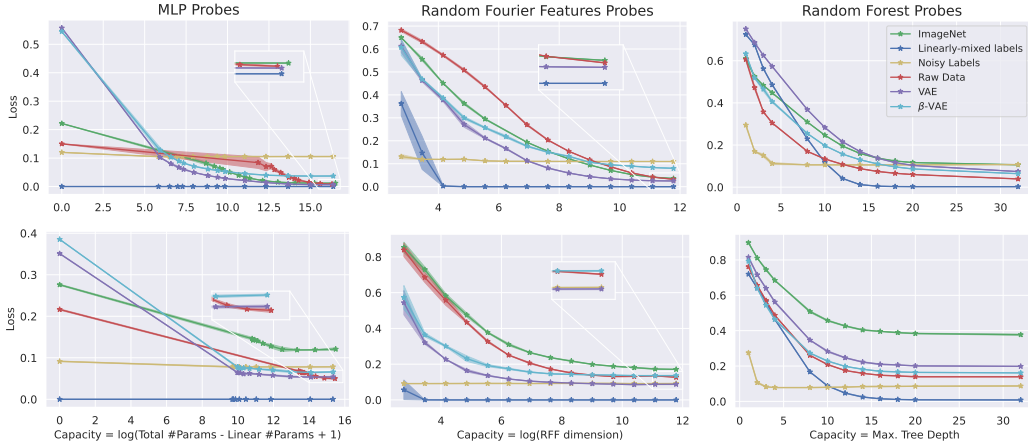 MLP Probes
Random Fourier Features Probes
Random Forest Probes
Loss
0.5
0.4
0.3
0.2
0.1
0.0
0.0 2.5 5.0 7.5 10.0 12.5 15.0
0.7
0.6
0.5
0.4
0.3
0.2
0.1
0.0
4 6 8 10 12
0.6
0.4
0.2
0.0
0 5 10 15 20 25 30
ImageNet
Linearly-mixed labels
Noisy Labels
Raw Data
VAE
β-VAE
Loss
0.4
0.3
0.2
0.1
0.0
0 2 4 6 8 10 12 14 16
Capacity = log(Total #Params - Linear #Params + 1)
0.8
0.6
0.4
0.2
0.0
4 6 8 10 12
Capacity = log(RFF dimension)
0.8
0.6
0.4
0.2
0.0
0 5 10 15 20 25 30
Capacity = Max. Tree Depth